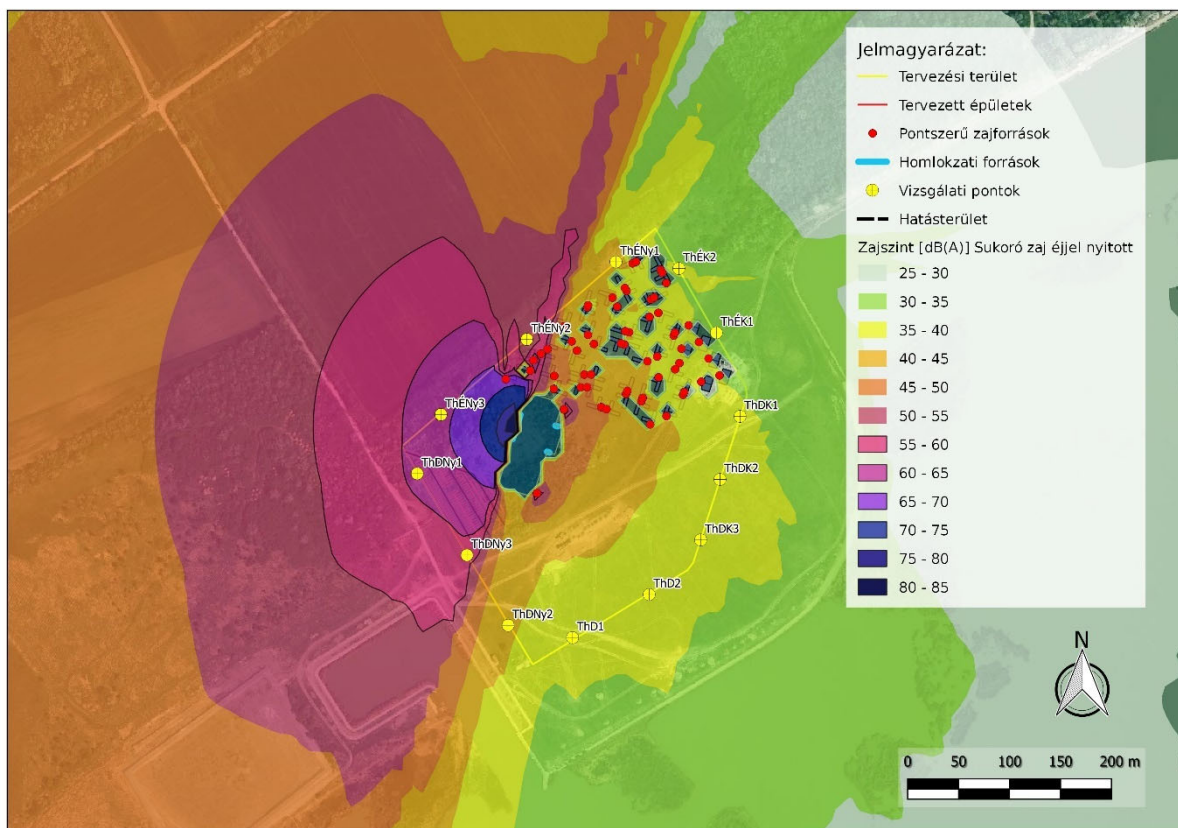 Jelmagyarázat:
Tervezési terület
Tervezett épületek
Pontszerű zajforrások
Homlokzati források
Vizsgálati pontok
Hatásterület
Zajszint [dB(A)] Sukoró zaj éjjel nyitott
25 - 30
30 - 35
35 - 40
40 - 45
45 - 50
50 - 55
55 - 60
60 - 65
65 - 70
70 - 75
75 - 80
80 - 85
ThÉNy1
ThÉK2
ThÉNy2
ThÉK1
ThÉNy3
ThDK1
ThDNy1
ThDK2
ThDK3
ThDNy3
ThD2
ThDNy2
ThD1
N
0 50 100 150 200 m